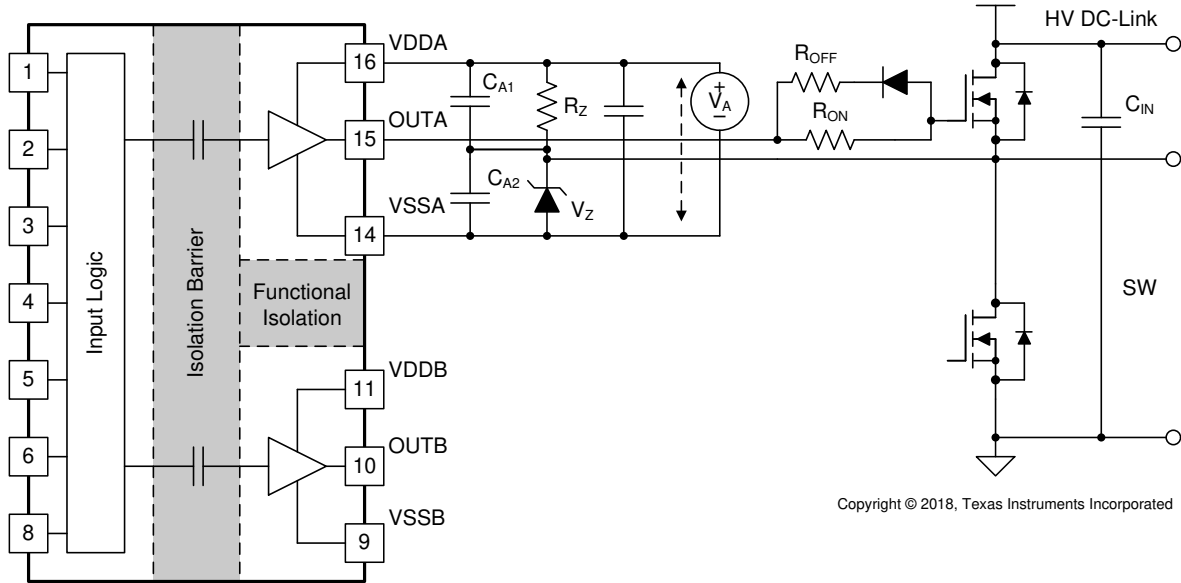 HV DC-Link
1
2
3
4
5
6
8
Input Logic
Isolation Barrier
Functional
Isolation
VDDA
16
OUTA
15
VSSA
14
VDDB
11
OUTB
10
VSSB
9
CA1
RZ
CA2
VZ
+
VA
−
ROFF
RON
CIN
SW
Copyright © 2018, Texas Instruments Incorporated